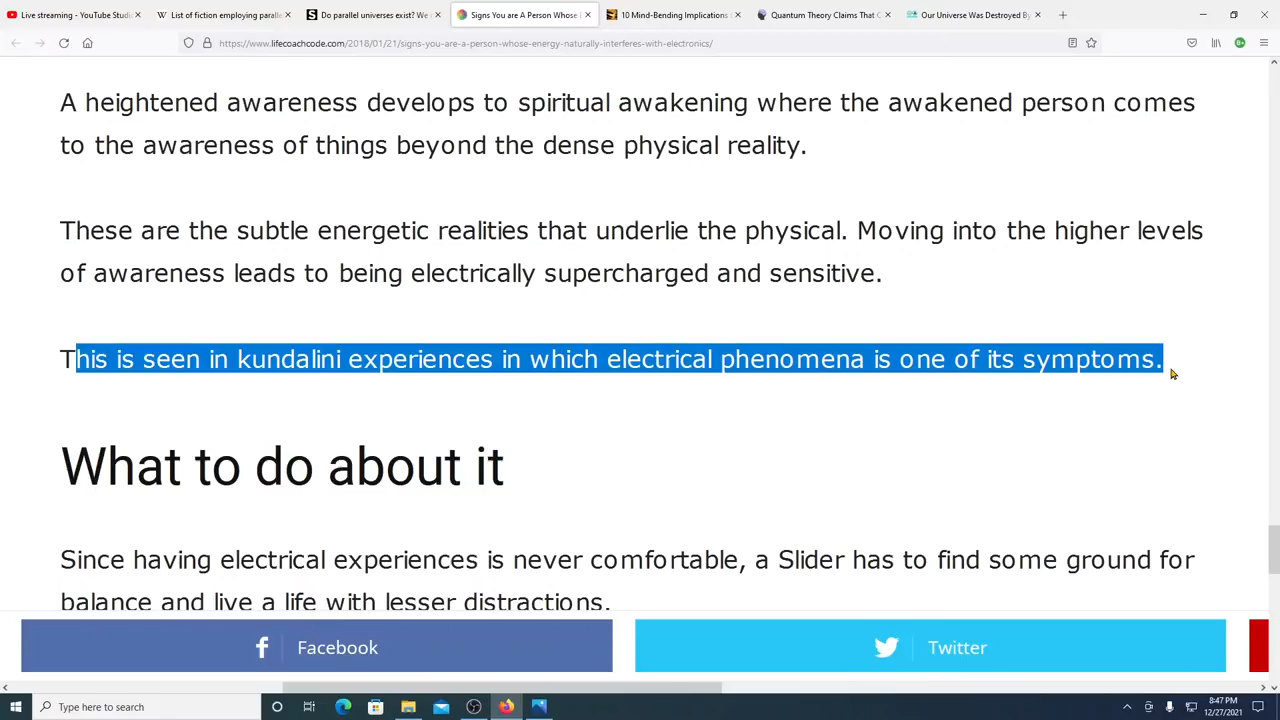 Live streaming - YouTube Studi
List of fiction employing paralle
Do parallel universes exist? We
Signs You are A Person Whose
10 Mind-Bending Implications
Quantum Theory Claims That C
Our Universe Was Destroyed By
https://www.lifecoachcode.com/2018/01/21/signs-you-are-a-person-whose-energy-naturally-interferes-with-electronics/
A heightened awareness develops to spiritual awakening where the awakened person comes
to the awareness of things beyond the dense physical reality.
These are the subtle energetic realities that underlie the physical. Moving into the higher levels
of awareness leads to being electrically supercharged and sensitive.
This is seen in kundalini experiences in which electrical phenomena is one of its symptoms.
What to do about it
Since having electrical experiences is never comfortable, a Slider has to find some ground for
balance and live a life with lesser distractions.
Facebook
Twitter
Type here to search
8:47 PM
12/27/2021